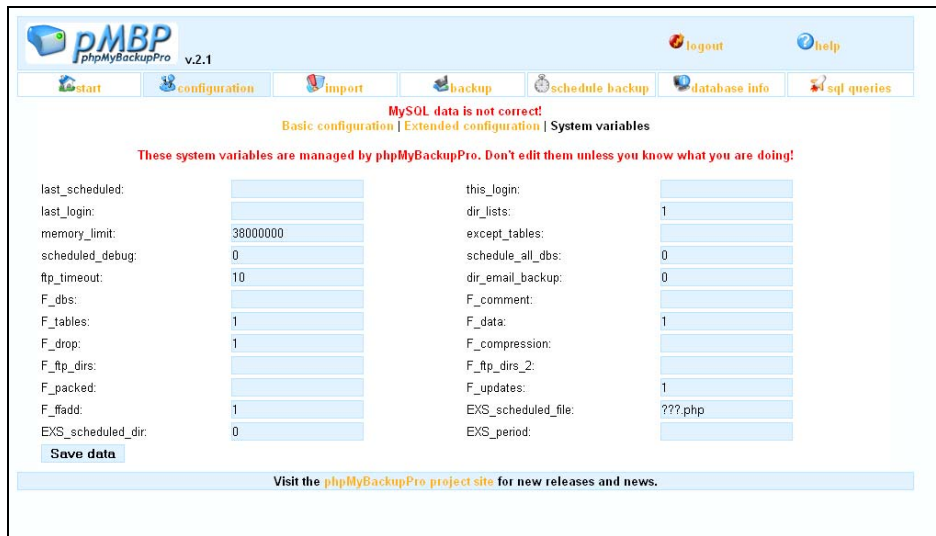 pMBP
phpMyBackupPro v.2.1
logout help
start configuration import backup schedule backup database info sql queries
MySQL data is not correct!
Basic configuration | Extended configuration | System variables
These system variables are managed by phpMyBackupPro. Don't edit them unless you know what you are doing!
last_scheduled: this_login:
last_login: dir_lists: 1
memory_limit: 38000000 except_tables:
scheduled_debug: 0 schedule_all_dbs: 0
ftp_timeout: 10 dir_email_backup: 0
F_dbs: F_comment:
F_tables: 1 F_data: 1
F_drop: 1 F_compression:
F_ftp_dirs: F_ftp_dirs_2:
F_packed: F_updates: 1
F_ffadd: 1 EXS_scheduled_file: ???.php
EXS_scheduled_dir: 0 EXS_period:
Save data
Visit the phpMyBackupPro project site for new releases and news.